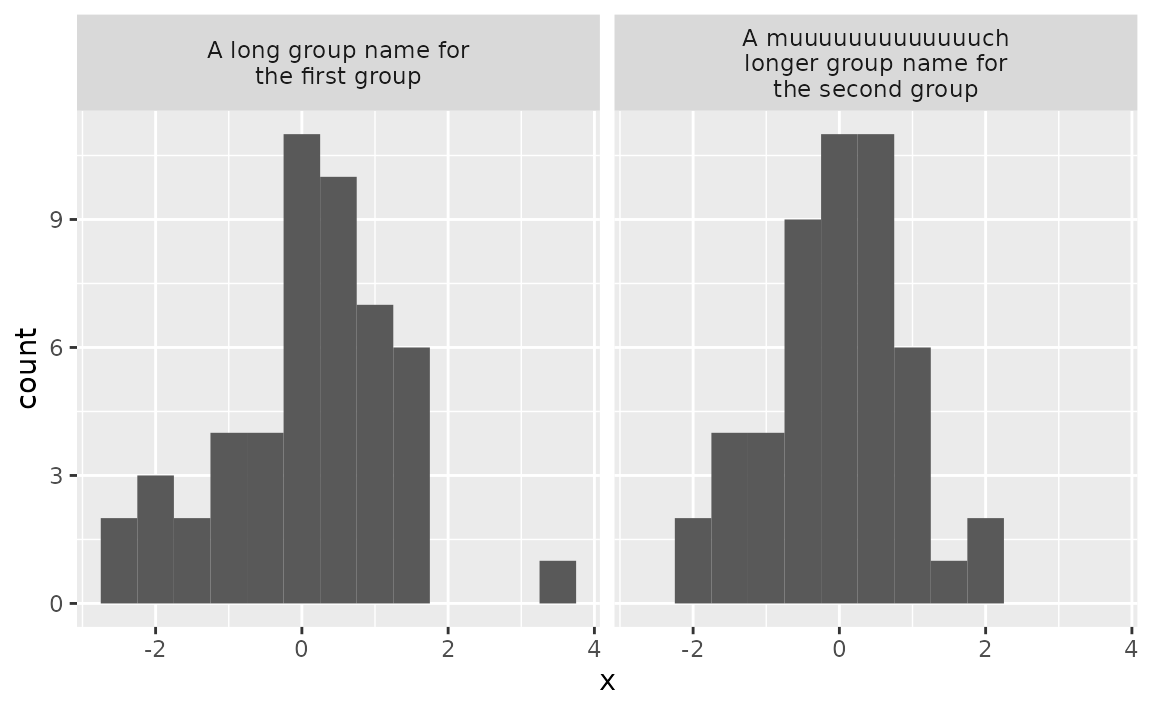 A long group name for
the first group
A muuuuuuuuuuuuuch
longer group name for
the second group
count
9
6
3
0
-2 0 2 4
-2 0 2 4
x